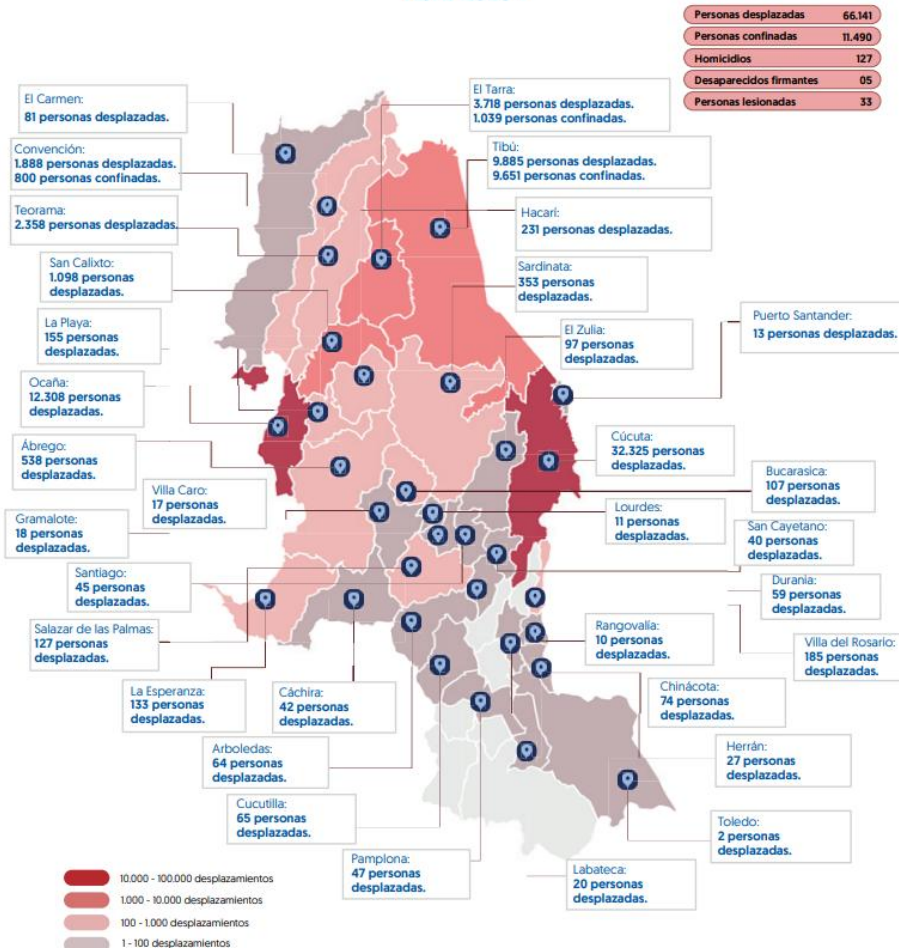 Personas desplazadas 66.141
Personas confinadas 11.490
Homicidios 127
Desaparecidos firmantes 05
Personas lesionadas 33
El Carmen:
81 personas desplazadas.
El Tarra:
3.718 personas desplazadas.
1.039 personas confinadas.
Convención:
1.888 personas desplazadas.
800 personas confinadas.
Tibú:
9.885 personas desplazadas.
9.651 personas confinadas.
Teorama:
2.358 personas desplazadas.
Hacarí:
231 personas desplazadas.
San Calixto:
1.098 personas
desplazadas.
Sardinata:
353 personas
desplazadas.
La Playa:
155 personas
desplazadas.
El Zulia:
97 personas
desplazadas.
Puerto Santander:
13 personas desplazadas.
Ocaña:
12.308 personas
desplazadas.
Ábrego:
538 personas
desplazadas.
Cúcuta:
32.325 personas
desplazadas.
Villa Caro:
17 personas
desplazadas.
Bucarasica:
107 personas
desplazadas.
Gramalote:
18 personas
desplazadas.
Lourdes:
11 personas
desplazadas.
San Cayetano:
40 personas
desplazadas.
Santiago:
45 personas
desplazadas.
Durania:
59 personas
desplazadas.
Salazar de las Palmas:
127 personas
desplazadas.
Rangovalía:
10 personas
desplazadas.
Villa del Rosario:
185 personas
desplazadas.
La Esperanza:
133 personas
desplazadas.
Cáchira:
42 personas
desplazadas.
Chinácota:
74 personas
desplazadas.
Arboledas:
64 personas
desplazadas.
Herrán:
27 personas
desplazadas.
Cucutilla:
65 personas
desplazadas.
Toledo:
2 personas
desplazadas.
Pamplona:
47 personas
desplazadas.
Labateca:
20 personas
desplazadas.
10.000 - 100.000 desplazamientos
1.000 - 10.000 desplazamientos
100 - 1.000 desplazamientos
1 - 100 desplazamientos